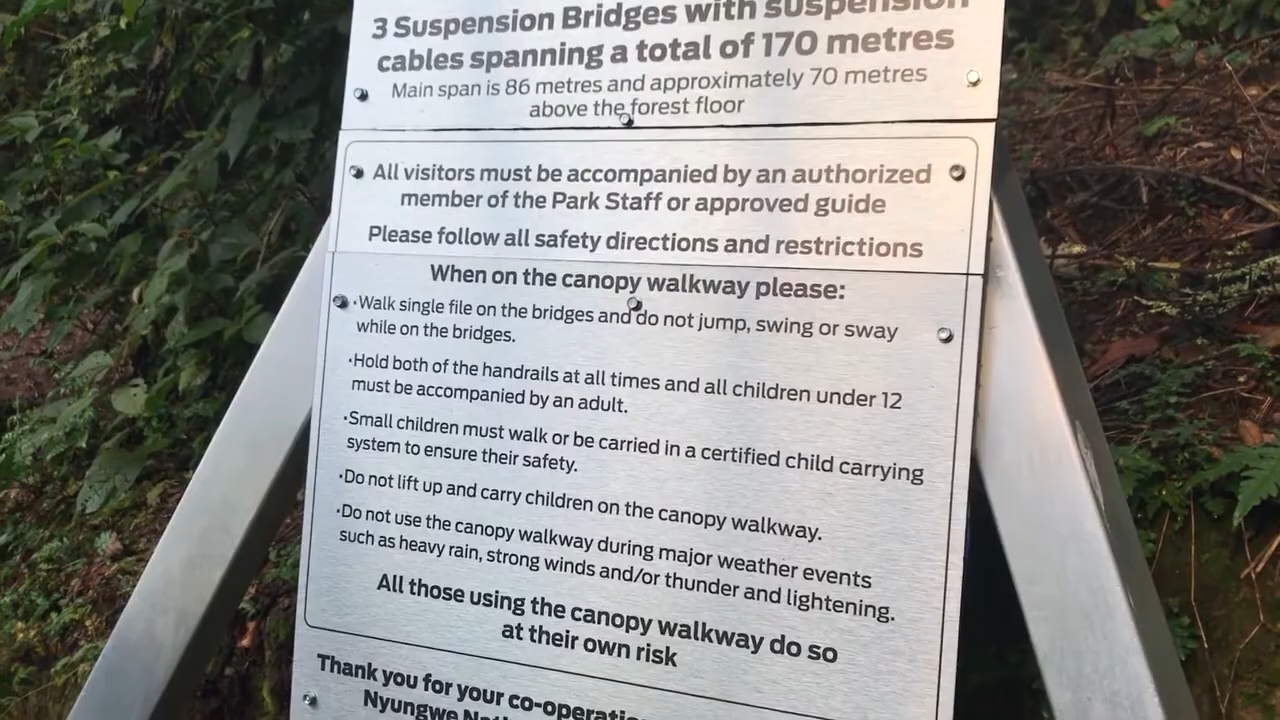 3 Suspension Bridges with suspension
cables spanning a total of 170 metres
Main span is 86 metres and approximately 70 metres
above the forest floor
All visitors must be accompanied by an authorized
member of the Park Staff or approved guide
Please follow all safety directions and restrictions
When on the canopy walkway please:
·Walk single file on the bridges and do not jump, swing or sway
while on the bridges.
·Hold both of the handrails at all times and all children under 12
must be accompanied by an adult.
·Small children must walk or be carried in a certified child carrying
system to ensure their safety.
·Do not lift up and carry children on the canopy walkway.
·Do not use the canopy walkway during major weather events
such as heavy rain, strong winds and/or thunder and lightening.
All those using the canopy walkway do so
at their own risk
Thank you for your
Nyungwe